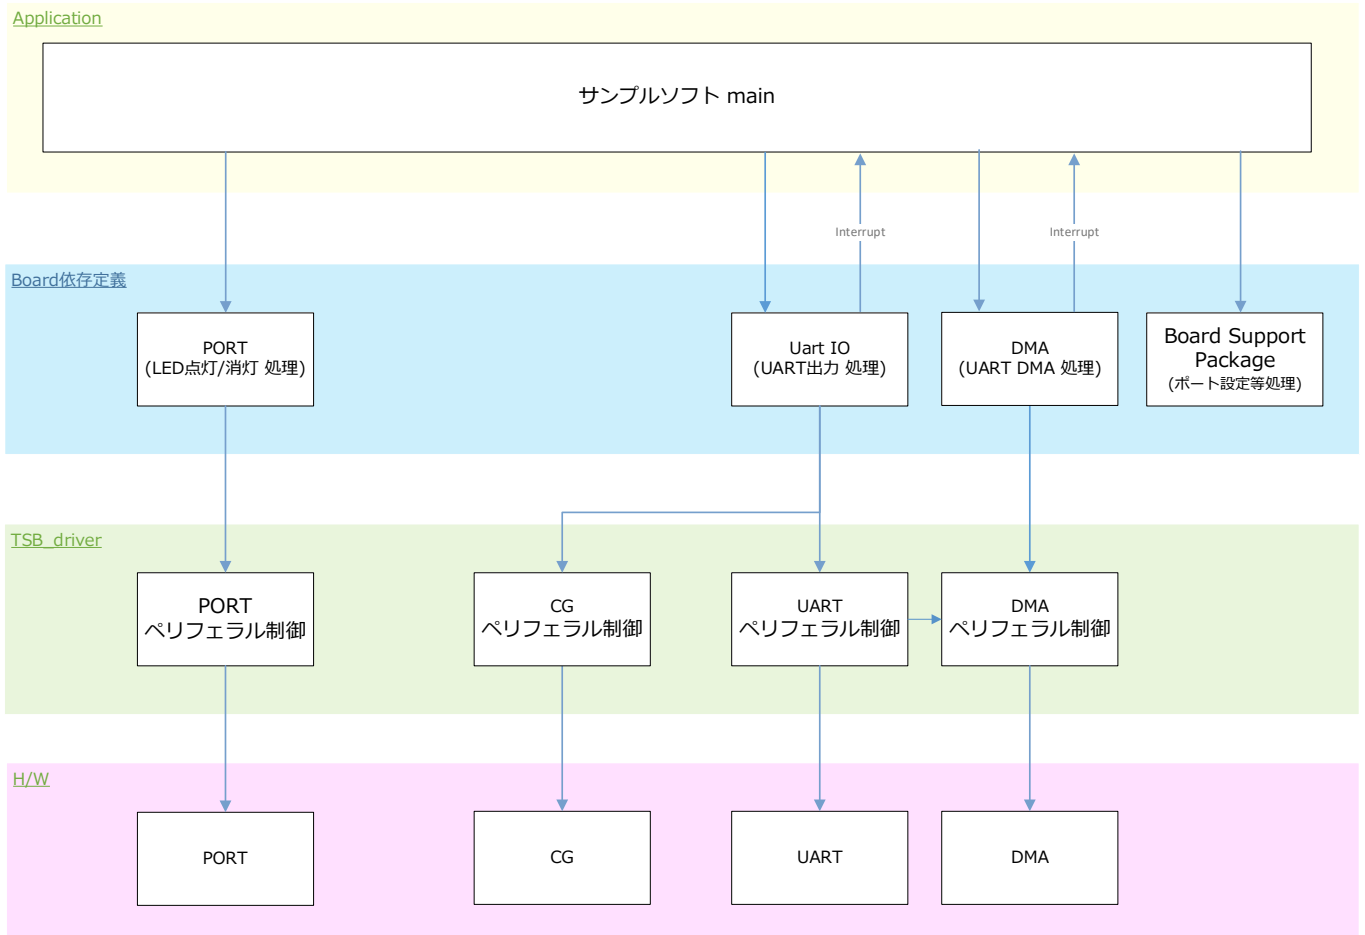 Application
サンプルソフト main
Interrupt
Interrupt
Board依存定義
PORT
(LED点灯/消灯 処理)
Uart IO
(UART出力 処理)
DMA
(UART DMA 処理)
Board Support
Package
(ポート設定等処理)
TSB_driver
PORT
ペリフェラル制御
CG
ペリフェラル制御
UART
ペリフェラル制御
DMA
ペリフェラル制御
H/W
PORT
CG
UART
DMA